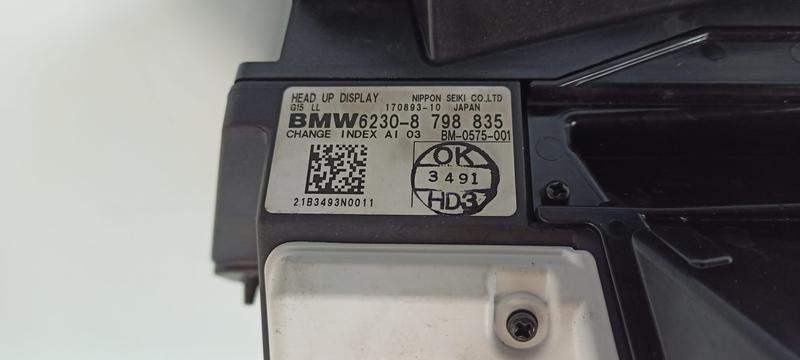 HEAD UP DISPLAY NIPPON SEIKI CO.,LTD
G15 LL 170893-10 JAPAN
BMW6230-8 798 835
CHANGE INDEX AI 03 BM-0575-001
OK
3491
HD3
21B3493N0011